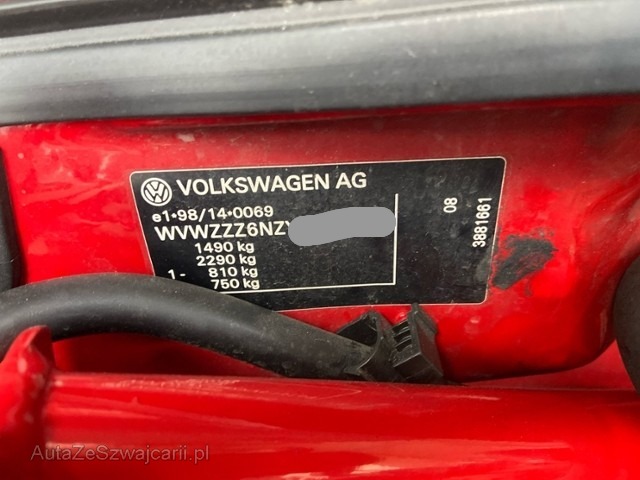 VOLKSWAGEN AG
e1*98/14*0069
WVWZZZ6NZ
1490 kg
2290 kg
1- 810 kg
750 kg
08
3881661
AutaZeSzwajcarii.pl